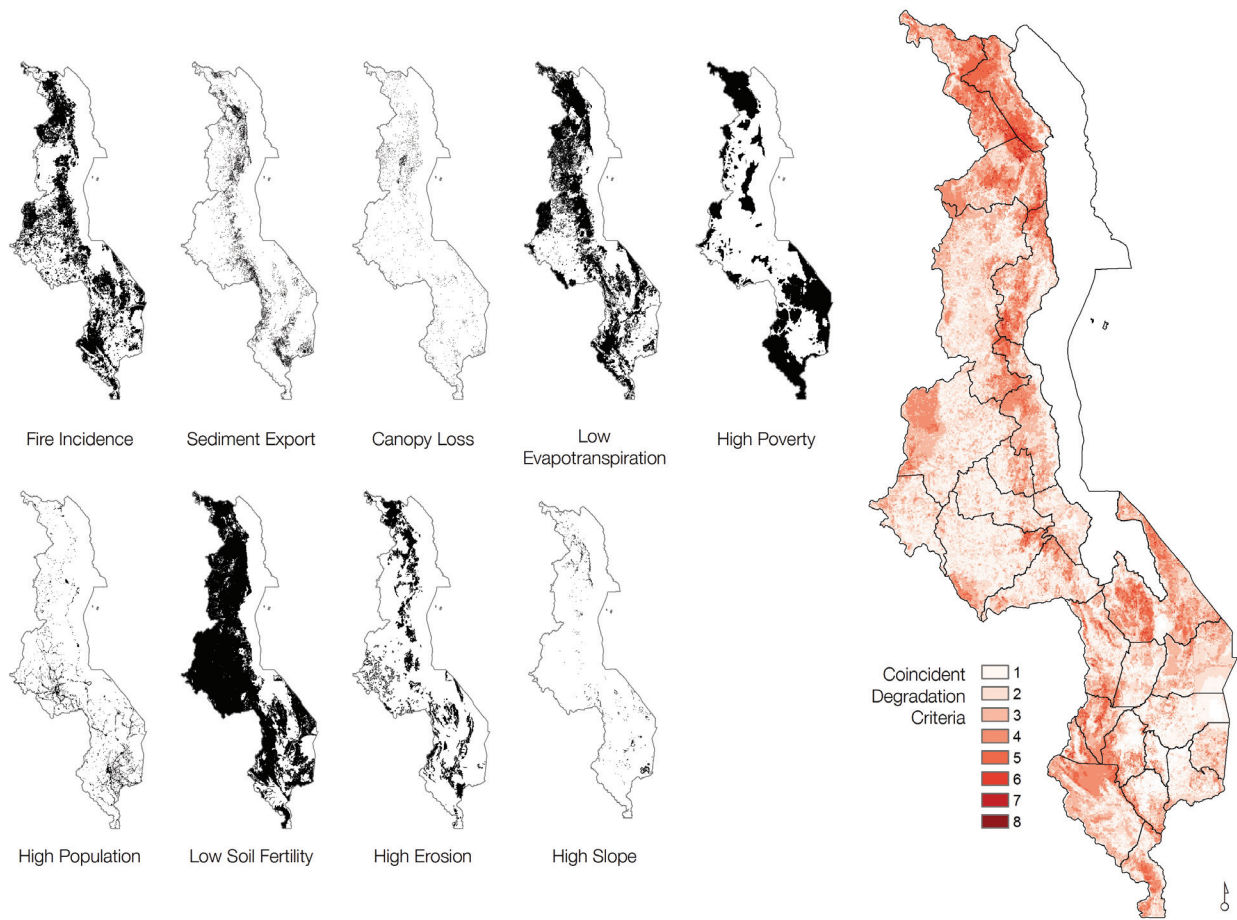 Fire Incidence
Sediment Export
Canopy Loss
Low
Evapotranspiration
High Poverty
High Population
Low Soil Fertility
High Erosion
High Slope
Coincident
Degradation
Criteria
1
2
3
4
5
6
7
8